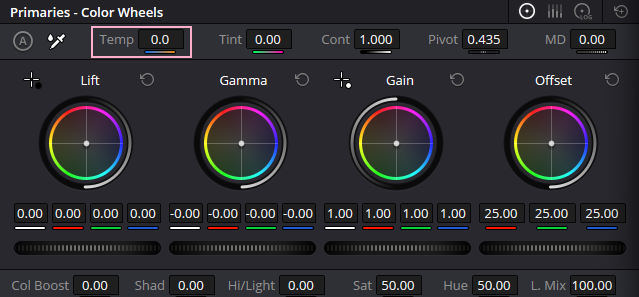 Primaries - Color Wheels
LOG
A Temp 0.0 Tint 0.00 Cont 1.000 Pivot 0.435 MD 0.00
Lift Gamma Gain Offset
0.00 0.00 0.00 0.00 -0.00 -0.00 -0.00 -0.00 1.00 1.00 1.00 1.00 25.00 25.00 25.00
Col Boost 0.00 Shad 0.00 Hi/Light 0.00 Sat 50.00 Hue 50.00 L. Mix 100.00